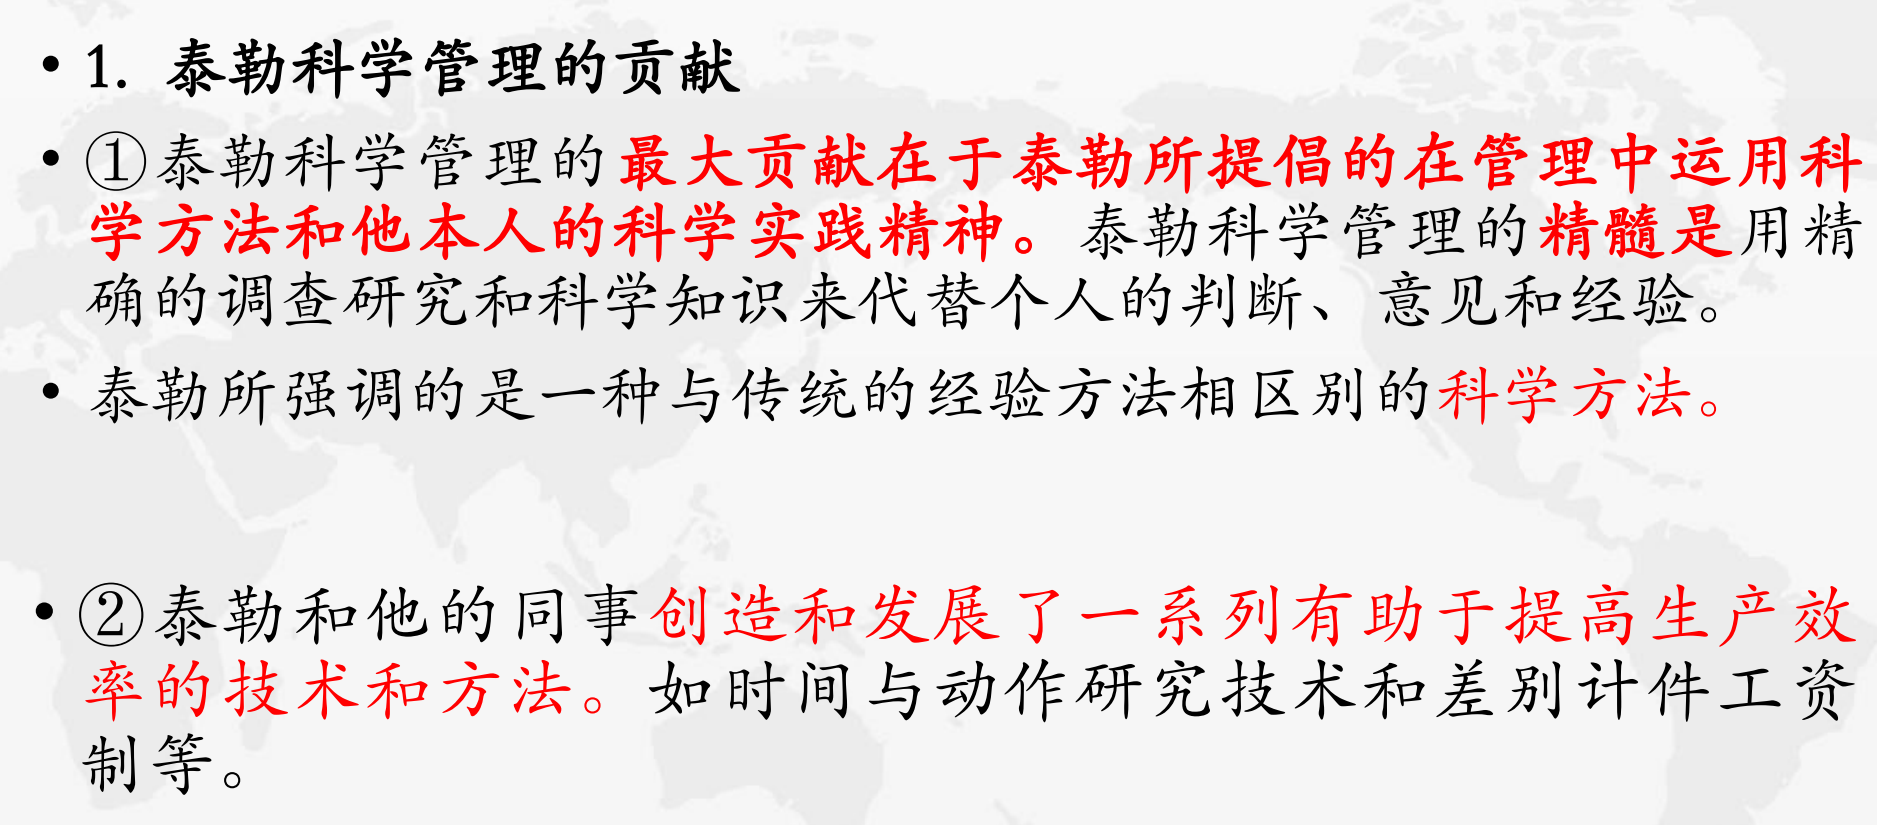 • 1. 泰勒科学管理的贡献
• ①泰勒科学管理的最大贡献在于泰勒所提倡的在管理中运用科
学方法和他本人的科学实践精神。泰勒科学管理的精髓是用精
确的调查研究和科学知识来代替个人的判断、意见和经验。
• 泰勒所强调的是一种与传统的经验方法相区别的科学方法。
• ②泰勒和他的同事创造和发展了一系列有助于提高生产效
率的技术和方法。如时间与动作研究技术和差别计件工资
制等。